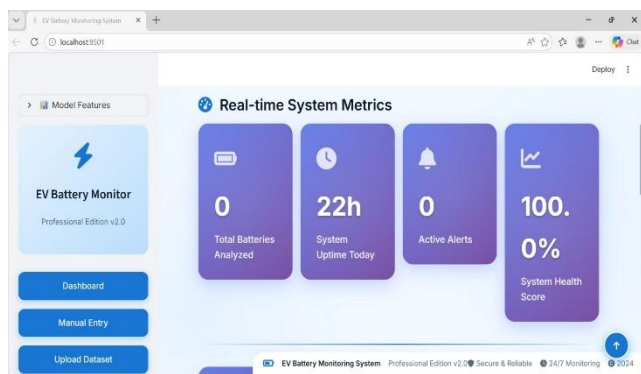 EV Battery Monitoring System
localhost:8501
Chat
Deploy
Model Features
EV Battery Monitor
Professional Edition v2.0
Dashboard
Manual Entry
Upload Dataset
Real-time System Metrics
0
Total Batteries
Analyzed
22h
System
Uptime Today
0
Active Alerts
100.
0%
System Health
Score
EV Battery Monitoring System Professional Edition v2.0 Secure & Reliable 24/7 Monitoring 2024